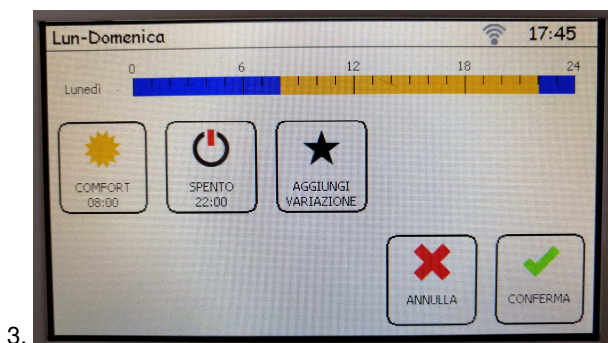 Lun-Domenica 17:45
0 6 12 18 24
Lunedì
COMFORT
08:00
SPENTO
22:00
AGGIUNGI
VARIAZIONE
ANNULLA
CONFERMA
3.